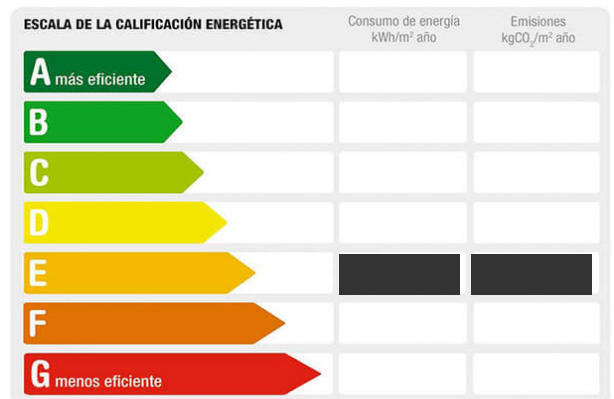 ESCALA DE LA CALIFICACIÓN ENERGÉTICA
Consumo de energía
kWh/m² año
Emisiones
kgCO₂/m² año
A más eficiente
B
C
D
E
F
G menos eficiente